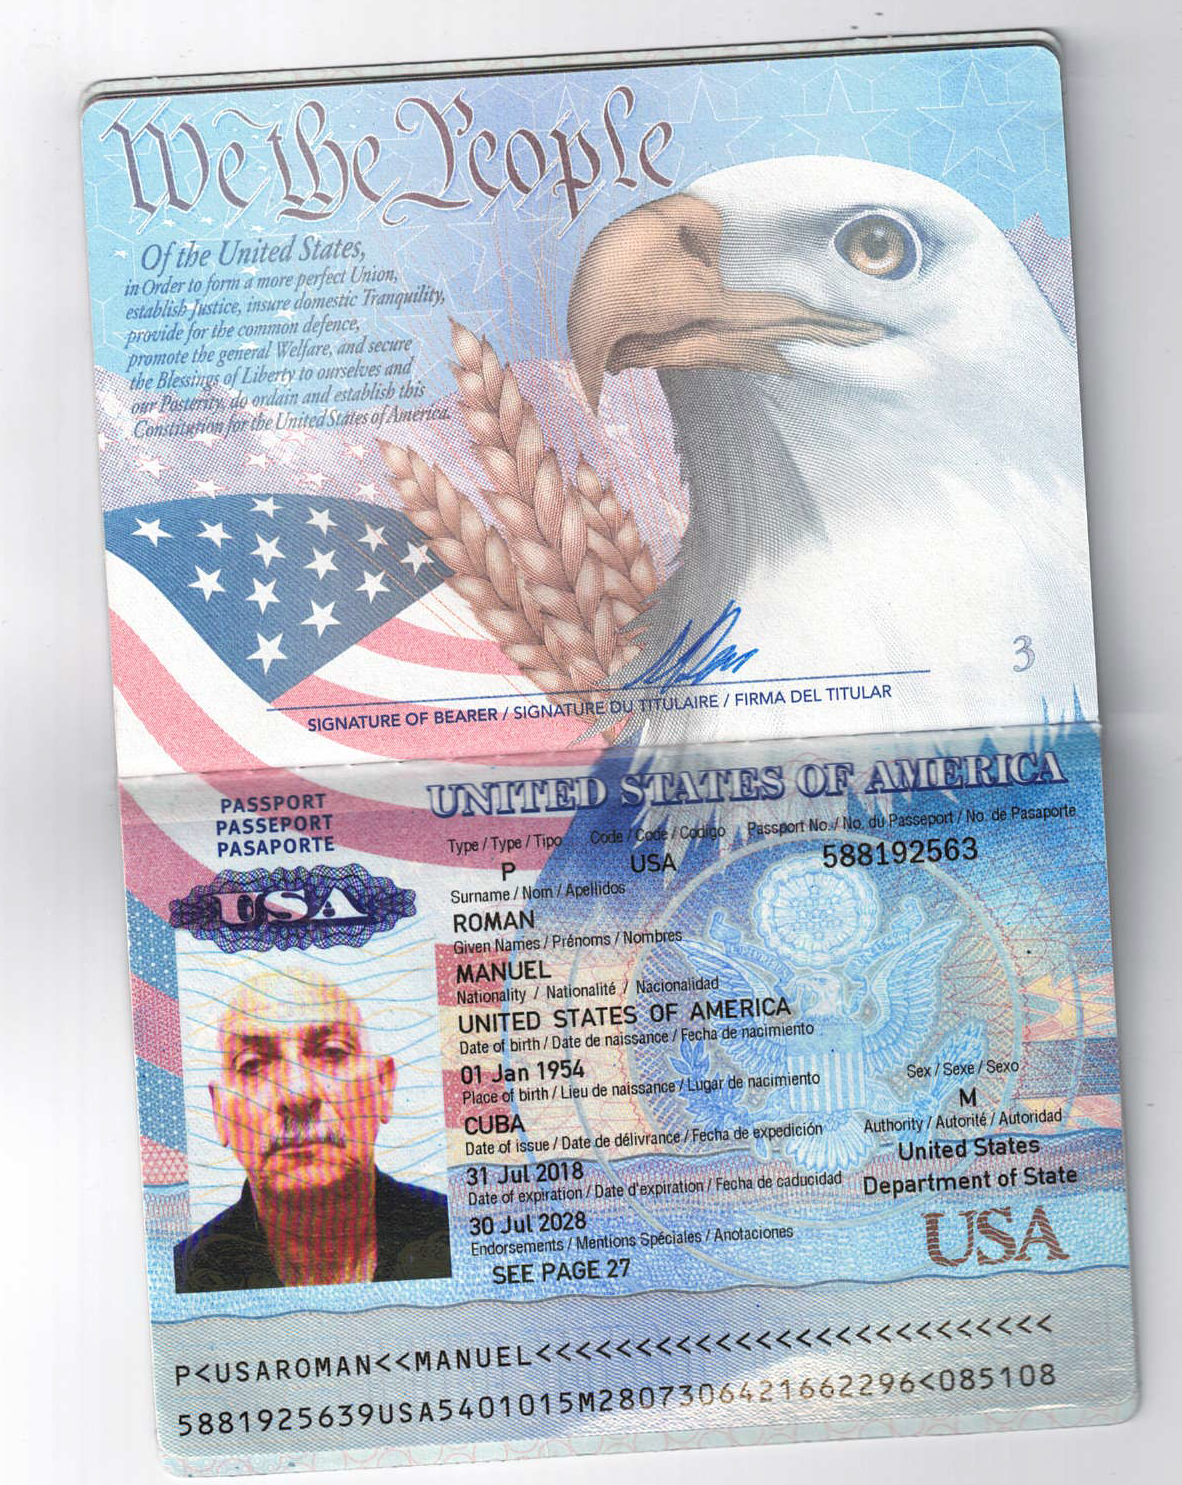 We the People
Of the United States,
in Order to form a more perfect Union,
establish Justice, insure domestic Tranquility,
provide for the common defence,
promote the general Welfare, and secure
the Blessings of Liberty to ourselves and
our Posterity, do ordain and establish this
Constitution for the United States of America.
3
SIGNATURE OF BEARER / SIGNATURE DU TITULAIRE / FIRMA DEL TITULAR
PASSPORT
PASSEPORT
PASAPORTE
USA
UNITED STATES OF AMERICA
Type / Type / Tipo Code / Code / Codigo Passport No. / No. du Passeport / No. de Pasaporte
P USA 588192563
Surname / Nom / Apellidos
ROMAN
Given Names / Prénoms / Nombres
MANUEL
Nationality / Nationalité / Nacionalidad
UNITED STATES OF AMERICA
Date of birth / Date de naissance / Fecha de nacimiento
01 Jan 1954
Place of birth / Lieu de naissance / Lugar de nacimiento Sex / Sexe / Sexo
CUBA M
Date of issue / Date de délivrance / Fecha de expedición Authority / Autorité / Autoridad
31 Jul 2018 United States
Date of expiration / Date d'expiration / Fecha de caducidad Department of State
30 Jul 2028
Endorsements / Mentions Spéciales / Anotaciones
SEE PAGE 27
USA
P<USAROMAN<<MANUEL<<<<<<<<<<<<<<<<<<<<<<<<<<
5881925639USA5401015M2807306421662296<085108